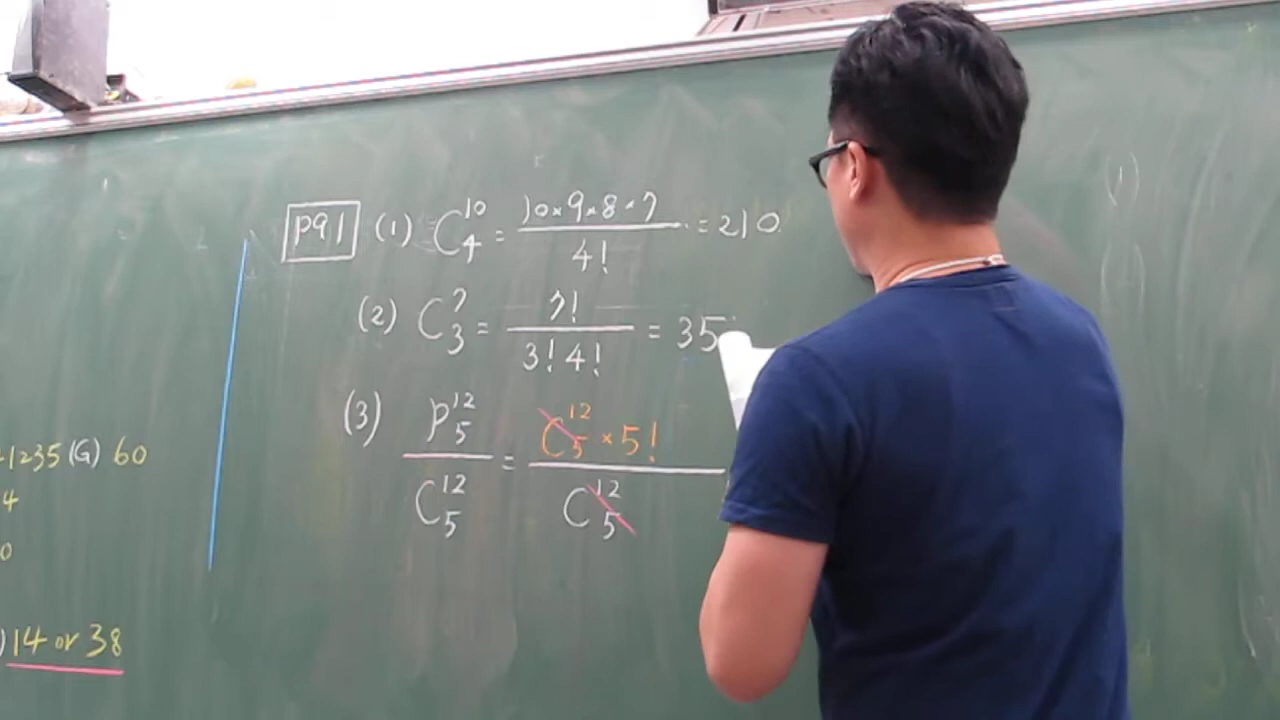 P91 (1) C^10_4 = 10×9×8×7 / 4! = 210
(2) C^7_3 = 7! / 3! 4! = 35
(3) P^12_5 / C^12_5 = C^12_5 × 5! / C^12_5
1235 (G) 60
4
0
) 14 or 38
(1)